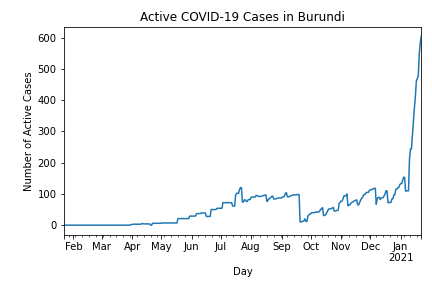 Active COVID-19 Cases in Burundi
Number of Active Cases
600
500
400
300
200
100
0
Feb Mar Apr May Jun Jul Aug Sep Oct Nov Dec Jan
2021
Day